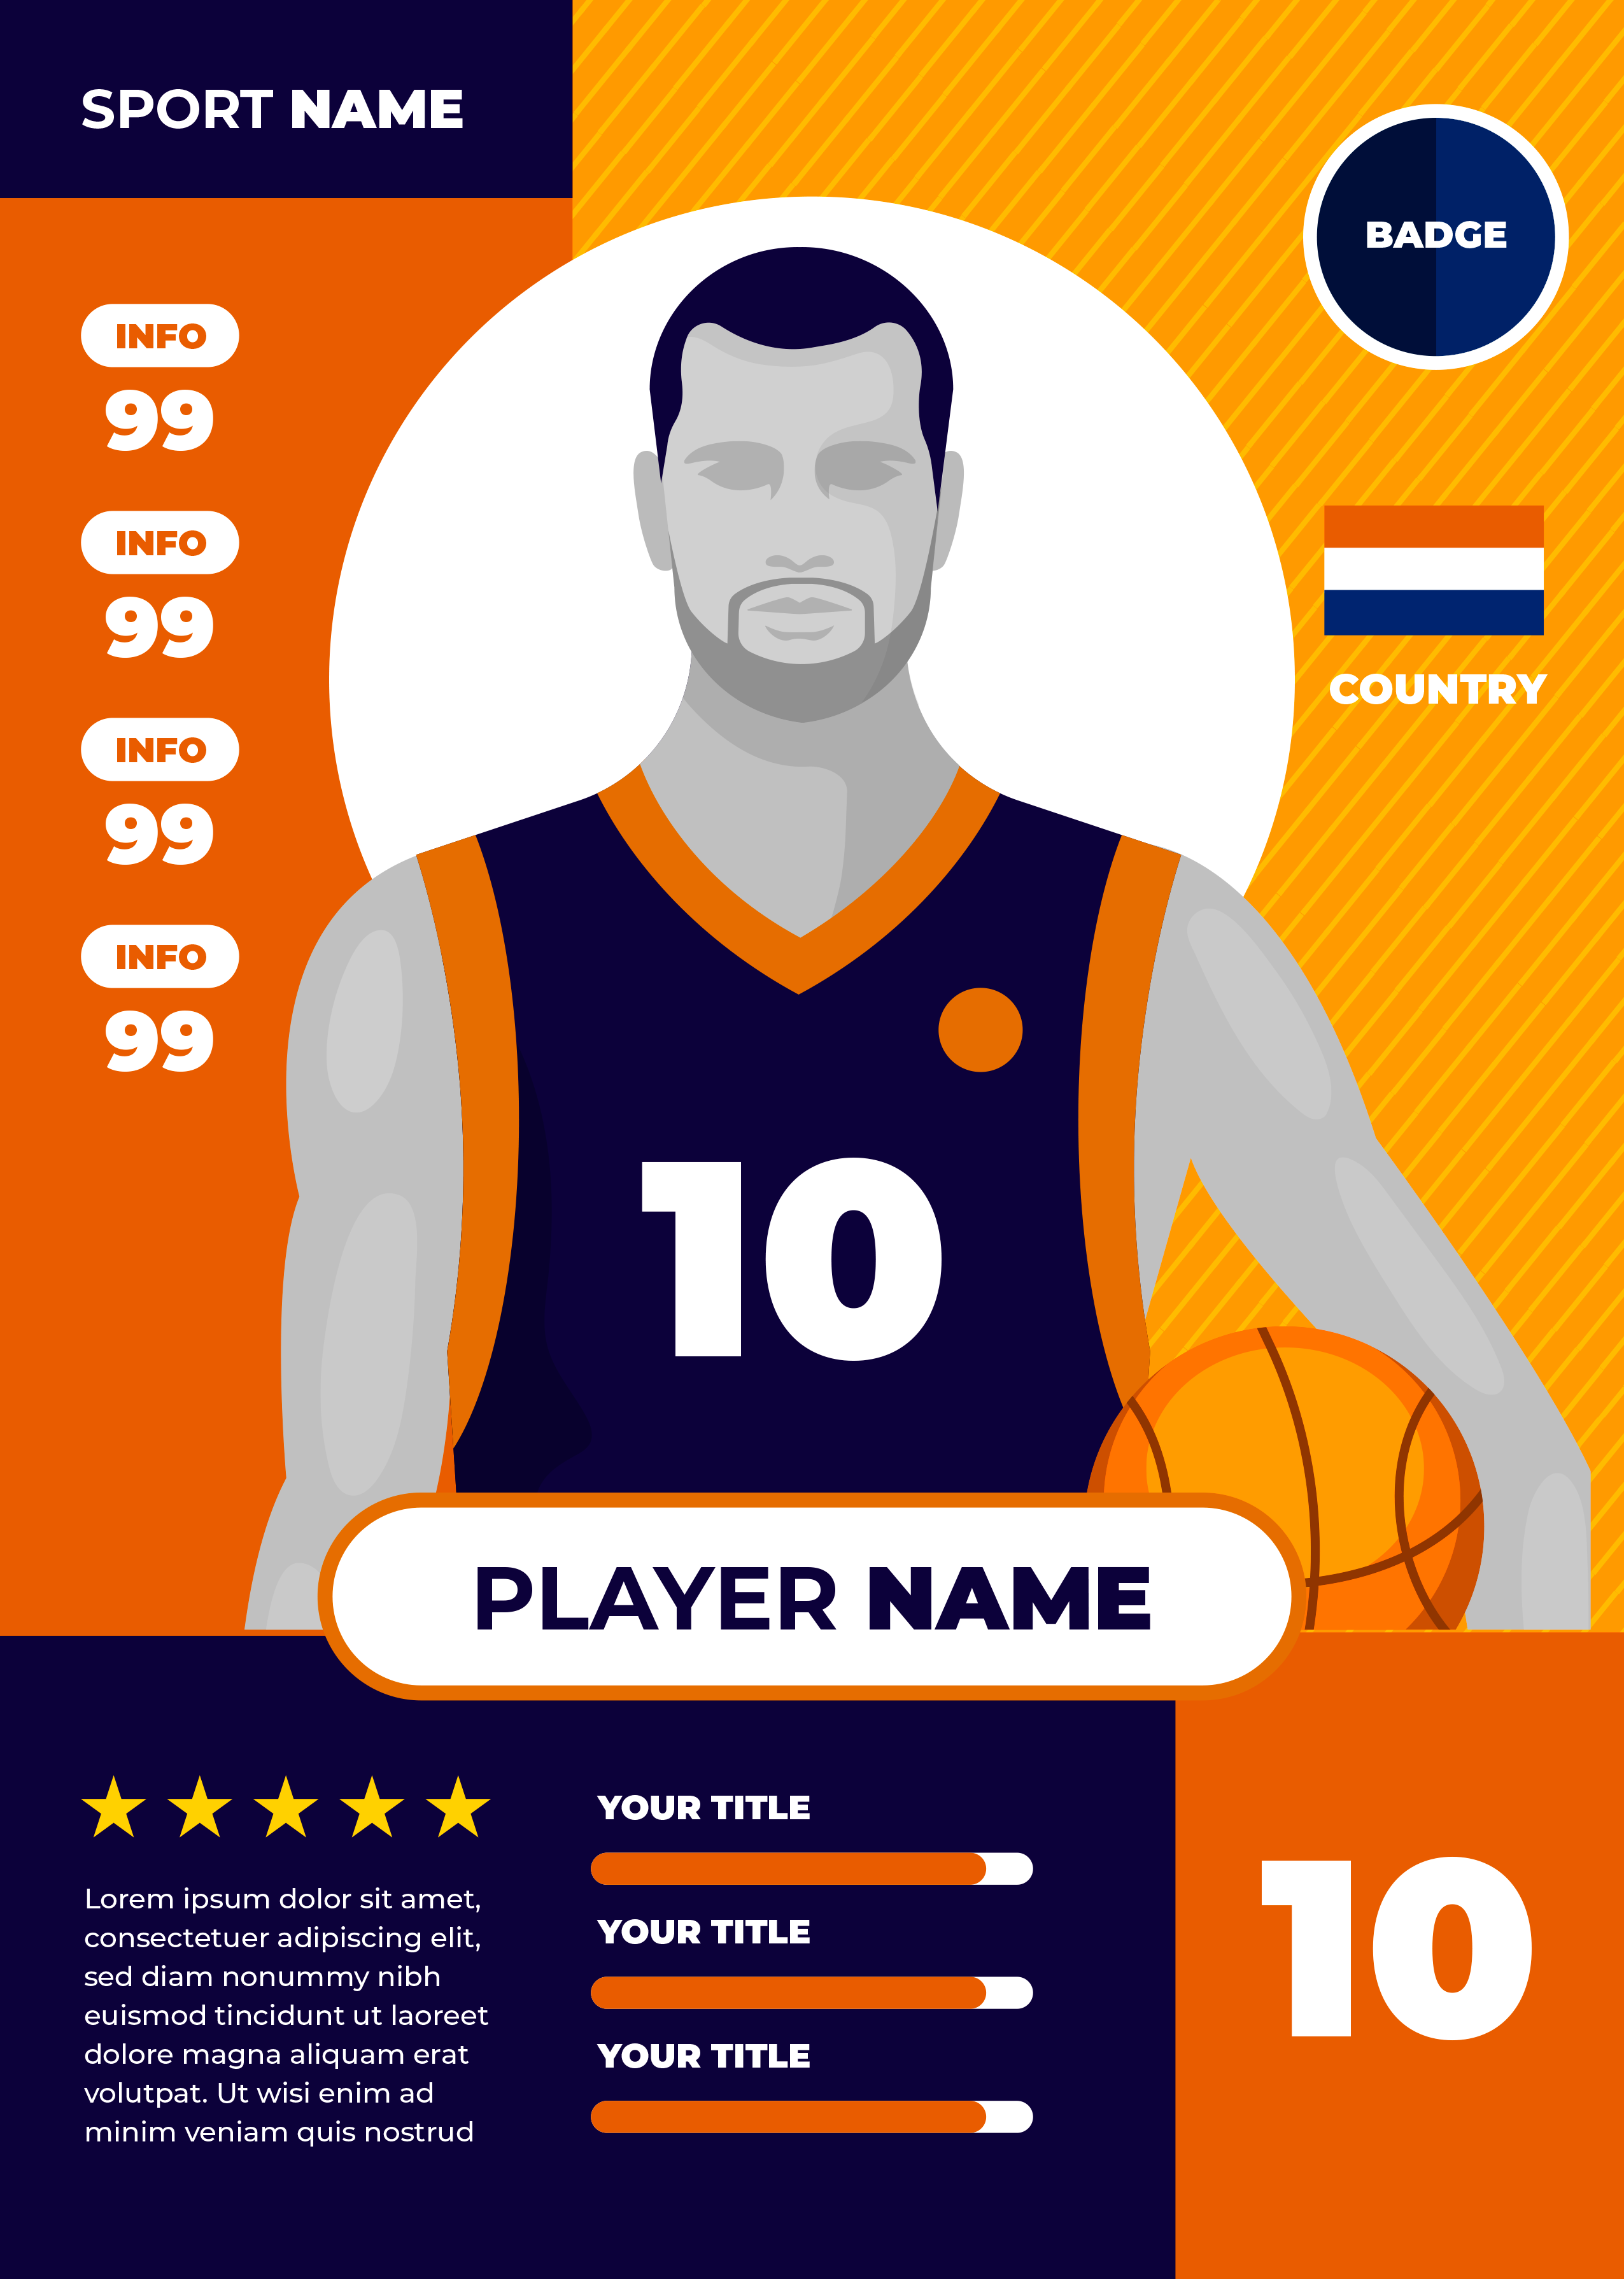 SPORT NAME
BADGE
INFO
99
INFO
99
INFO
99
INFO
99
COUNTRY
10
PLAYER NAME
Lorem ipsum dolor sit amet,
consectetuer adipiscing elit,
sed diam nonummy nibh
euismod tincidunt ut laoreet
dolore magna aliquam erat
volutpat. Ut wisi enim ad
minim veniam quis nostrud
YOUR TITLE
YOUR TITLE
YOUR TITLE
10